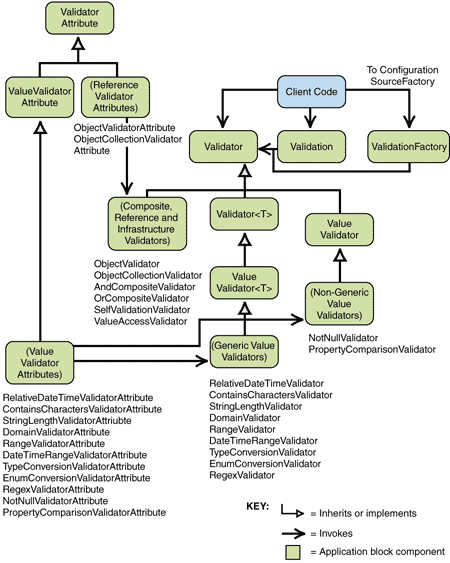 Validator
Attribute
ValueValidator
Attribute
(Reference
Validator
Attributes)
ObjectValidatorAttribute
ObjectCollectionValidator
Attribute
Client Code
To Configuration
SourceFactory
Validator
Validation
ValidationFactory
(Composite,
Reference and
Infrastructure
Validators)
Validator<T>
Value
Validator
ObjectValidator
ObjectCollectionValidator
AndCompositeValidator
OrCompositeValidator
SelfValidationValidator
ValueAccessValidator
Value
Validator<T>
(Non-Generic
Value
Validators)
NotNullValidator
PropertyComparisonValidator
(Value
Validator
Attributes)
(Generic Value
Validators)
RelativeDateTimeValidatorAttribute
ContainsCharactersValidatorAttribute
StringLengthValidatorAttriubte
DomainValidatorAttribute
RangeValidatorAttribute
DateTimeRangeValidatorAttribute
TypeConversionValidatorAttribute
EnumConversionValidatorAttribute
RegexValidatorAttribute
NotNullValidatorAttribute
PropertyComparisonValidatorAttribute
RelativeDateTimeValidator
ContainsCharactersValidator
StringLengthValidator
DomainValidator
RangeValidator
DateTimeRangeValidator
TypeConversionValidator
EnumConversionValidator
RegexValidator
KEY:
= Inherits or implements
= Invokes
= Application block component